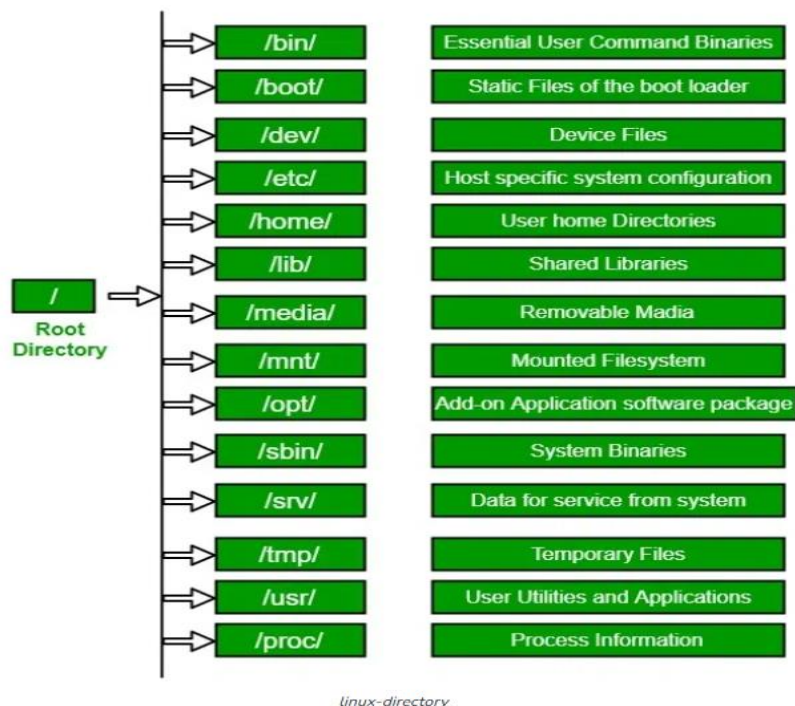 /bin/ Essential User Command Binaries
/boot/ Static Files of the boot loader
/dev/ Device Files
/etc/ Host specific system configuration
/home/ User home Directories
/lib/ Shared Libraries
/ 
Root
Directory
/media/ Removable Madia
/mnt/ Mounted Filesystem
/opt/ Add-on Application software package
/sbin/ System Binaries
/srv/ Data for service from system
/tmp/ Temporary Files
/usr/ User Utilities and Applications
/proc/ Process Information
linux-directory